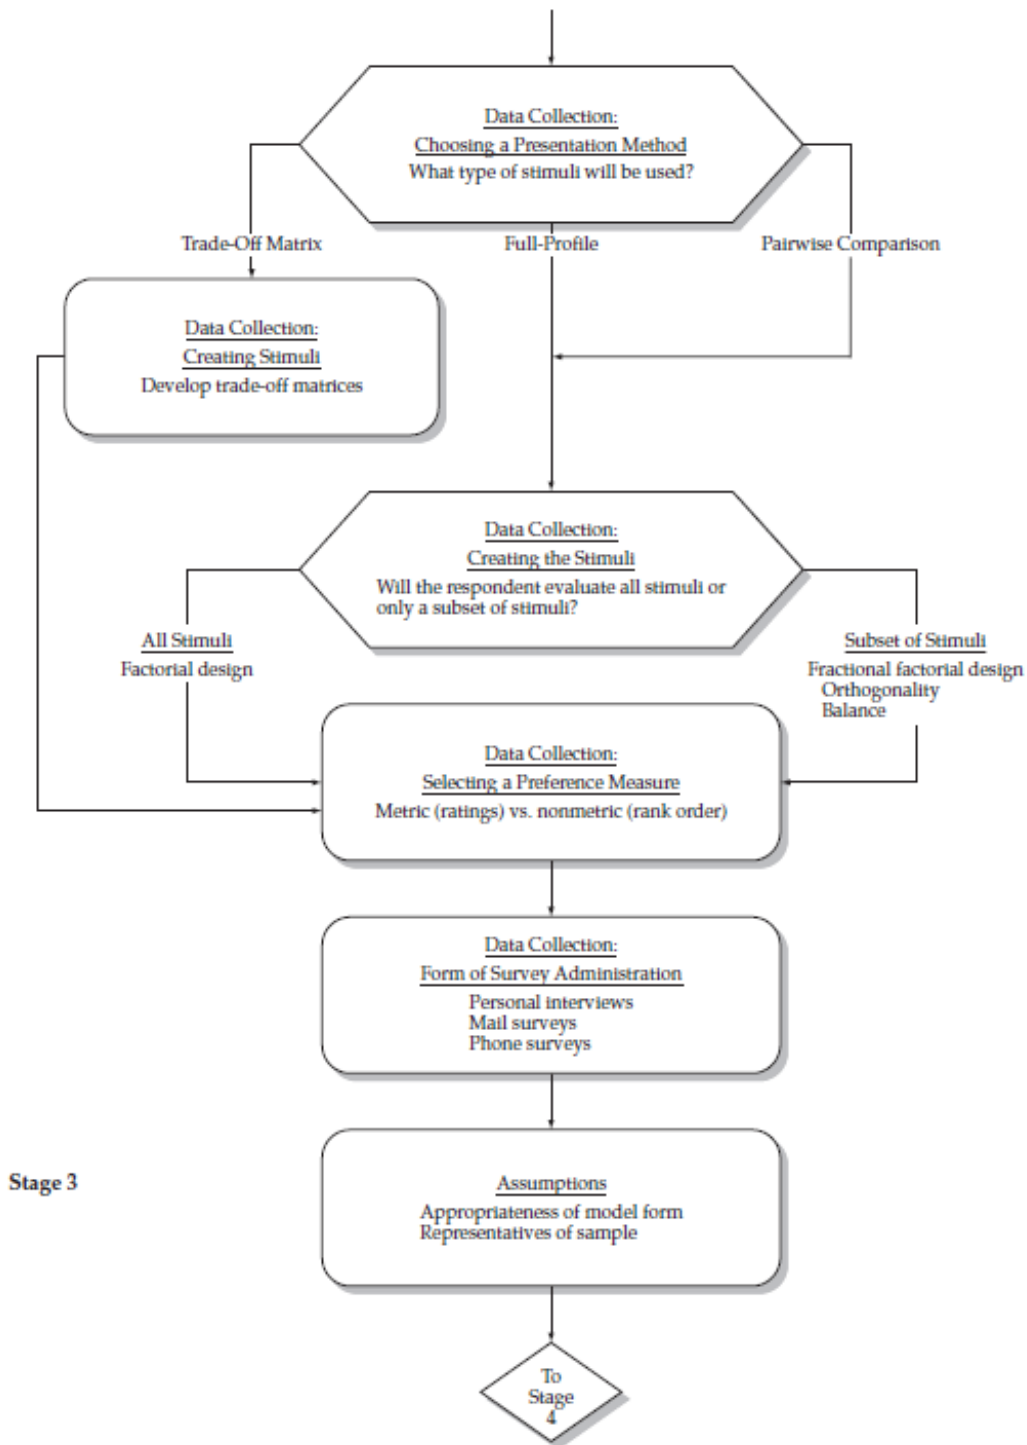 Data Collection:
Choosing a Presentation Method
What type of stimuli will be used?
Trade-Off Matrix
Full-Profile
Pairwise Comparison
Data Collection:
Creating Stimuli
Develop trade-off matrices
Data Collection:
Creating the Stimuli
Will the respondent evaluate all stimuli or
only a subset of stimuli?
All Stimuli
Factorial design
Subset of Stimuli
Fractional factorial design
Orthogonality
Balance
Data Collection:
Selecting a Preference Measure
Metric (ratings) vs. nonmetric (rank order)
Data Collection:
Form of Survey Administration
Personal interviews
Mail surveys
Phone surveys
Stage 3
Assumptions
Appropriateness of model form
Representatives of sample
To
Stage
4